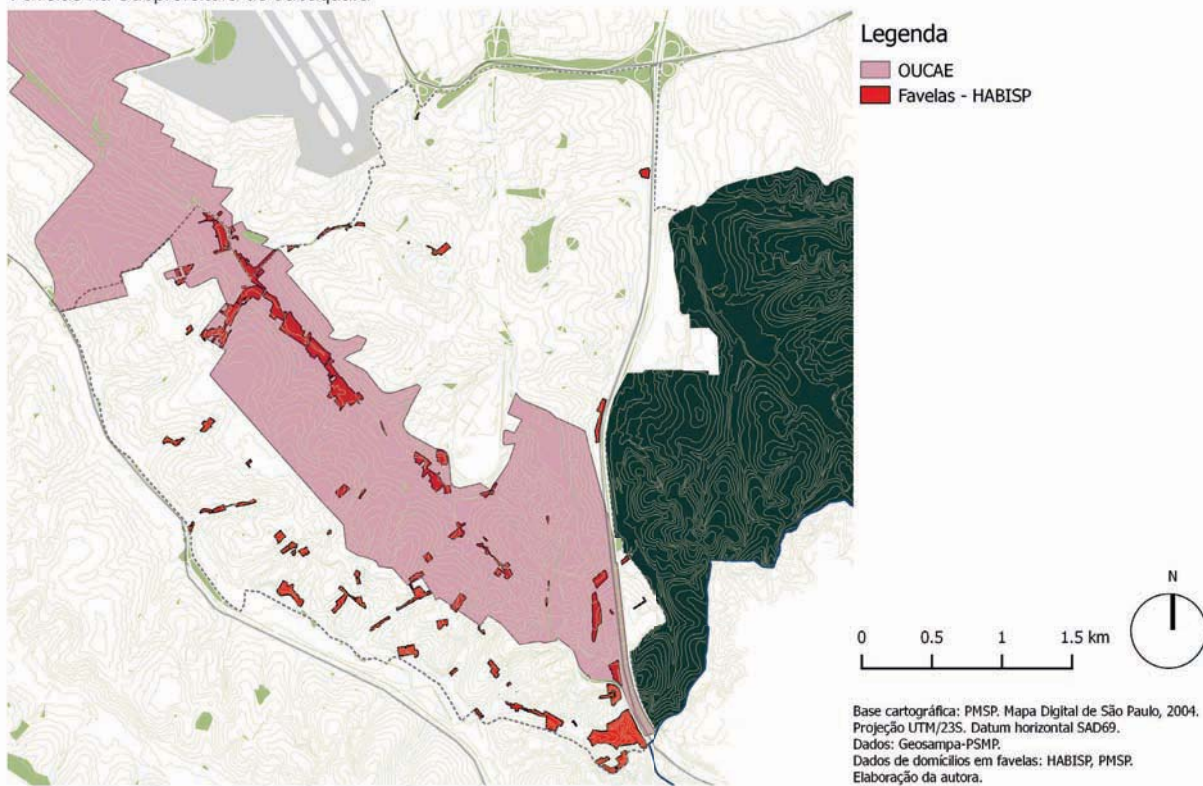 Legenda
OUCAE
Favelas - HABISP
N
0 0.5 1 1.5 km
Base cartográfica: PMSP. Mapa Digital de São Paulo, 2004.
Projeção UTM/23S. Datum horizontal SAD69.
Dados: Geosampa-PSMP.
Dados de domícilios em favelas: HABISP, PMSP.
Elaboração da autora.